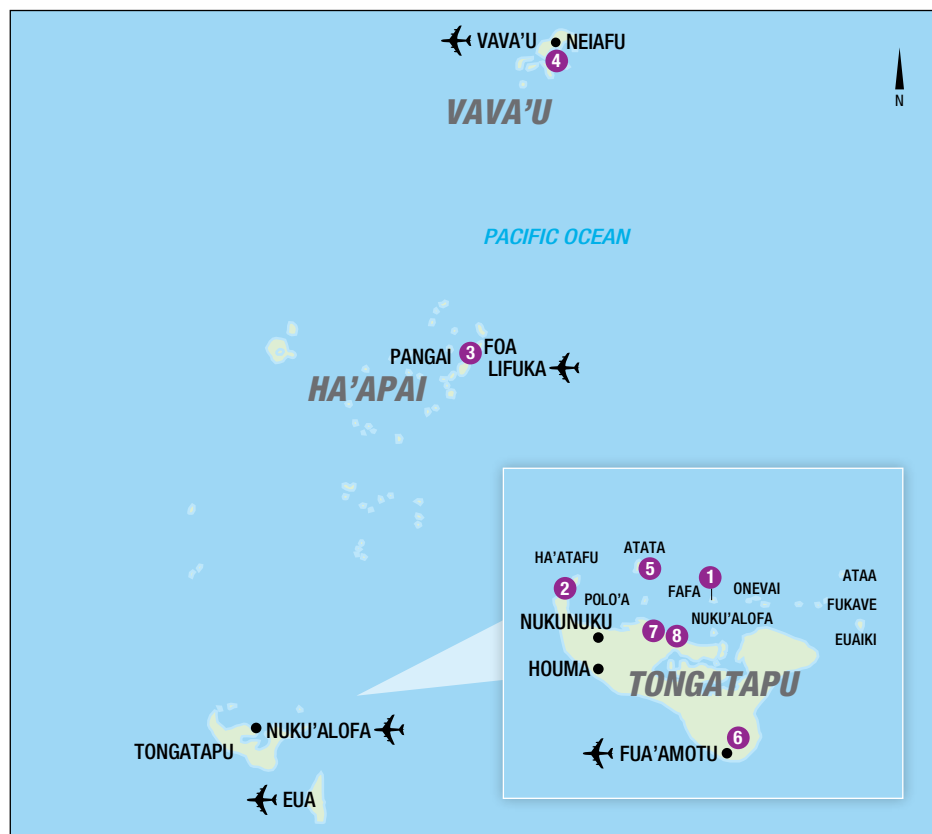 VAVA'U
NEIAFU
4
VAVA'U
N
PACIFIC OCEAN
PANGAI
3
FOA
LIFUKA
HA'APAI
ATATA
HA'ATAFU
5
1
2
FAFA
ONEVAI
ATAA
POLO'A
FUKAVE
NUKU'ALOFA
NUKUNUKU
7
8
EUAIKI
HOUMA
TONGATAPU
6
FUA'AMOTU
NUKU'ALOFA
TONGATAPU
EUA